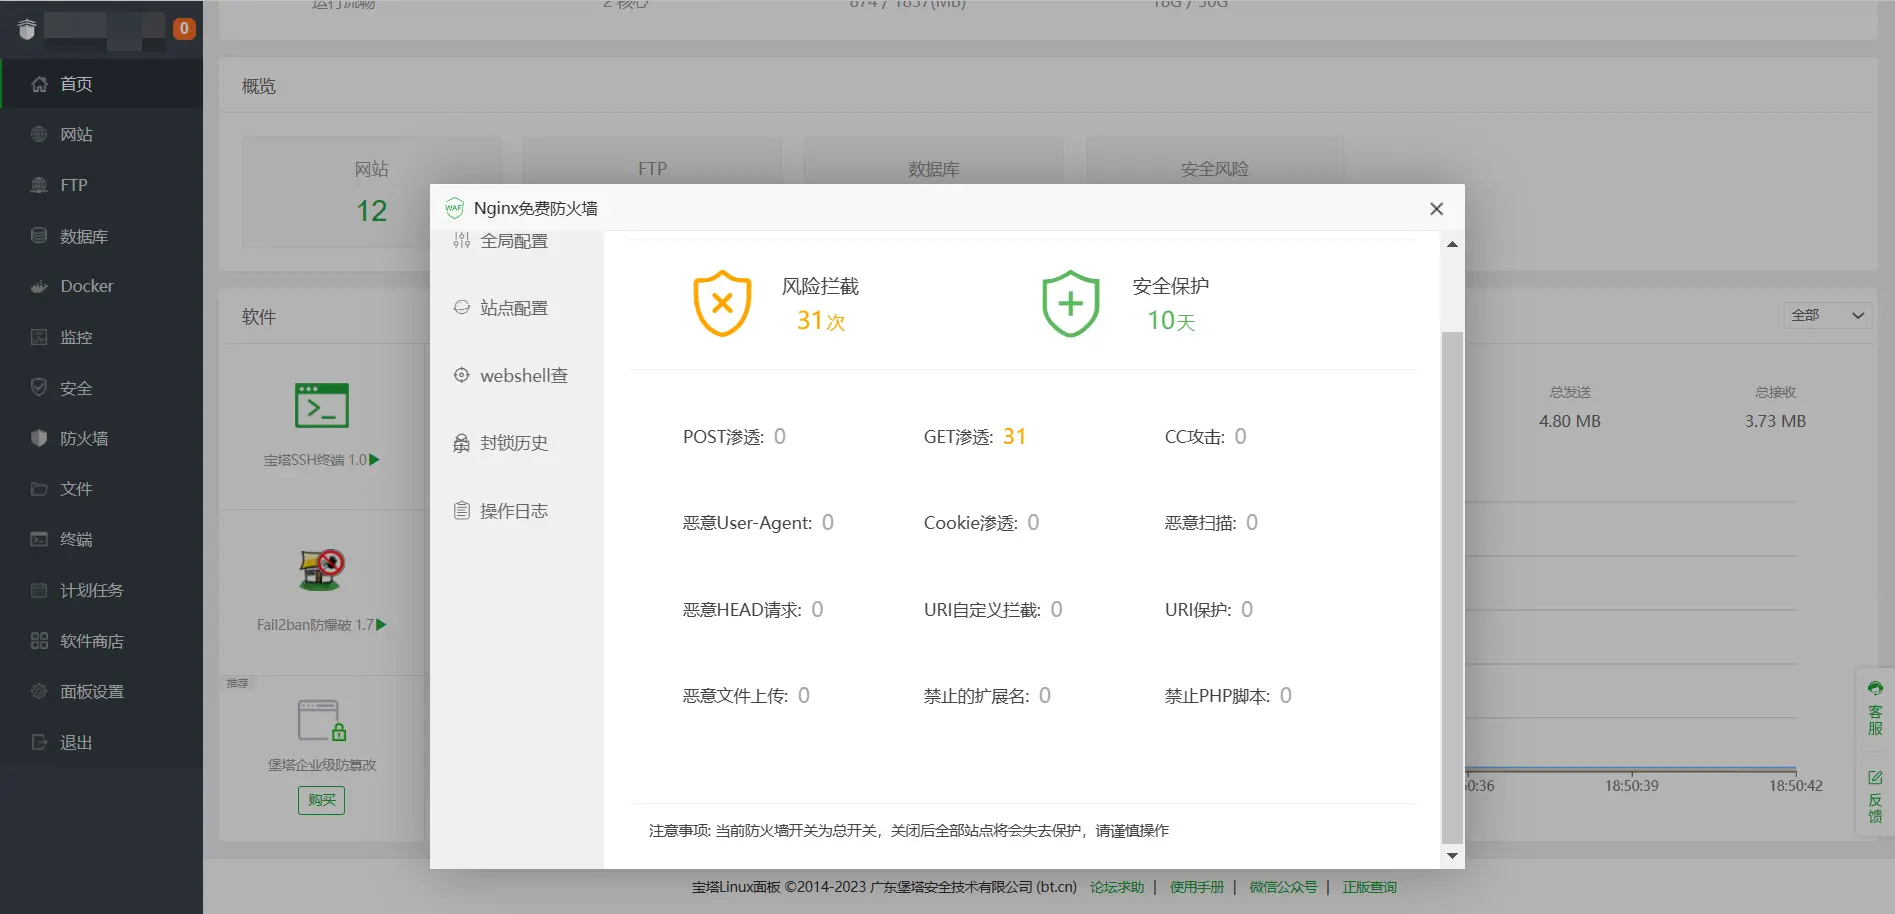 运行流畅
2 核心
874 / 1837(MB)
18G / 50G
0
首页
网站
FTP
数据库
Docker
监控
安全
防火墙
文件
终端
计划任务
软件商店
面板设置
退出
概览
网站
12
FTP
数据库
安全风险
软件
宝塔SSH终端 1.0
Fail2ban防爆破 1.7
推荐
堡塔企业级防篡改
购买
WAF
Nginx免费防火墙
全局配置
站点配置
webshell查
封锁历史
操作日志
风险拦截
31次
安全保护
10天
POST渗透: 0
GET渗透: 31
CC攻击: 0
恶意User-Agent: 0
Cookie渗透: 0
恶意扫描: 0
恶意HEAD请求: 0
URI自定义拦截: 0
URI保护: 0
恶意文件上传: 0
禁止的扩展名: 0
禁止PHP脚本: 0
注意事项: 当前防火墙开关为总开关，关闭后全部站点将会失去保护，请谨慎操作
全部
总发送
4.80 MB
总接收
3.73 MB
0:36
18:50:39
18:50:42
客服
反馈
宝塔Linux面板 ©2014-2023 广东堡塔安全技术有限公司 (bt.cn) 论坛求助 | 使用手册 | 微信公众号 | 正版查询